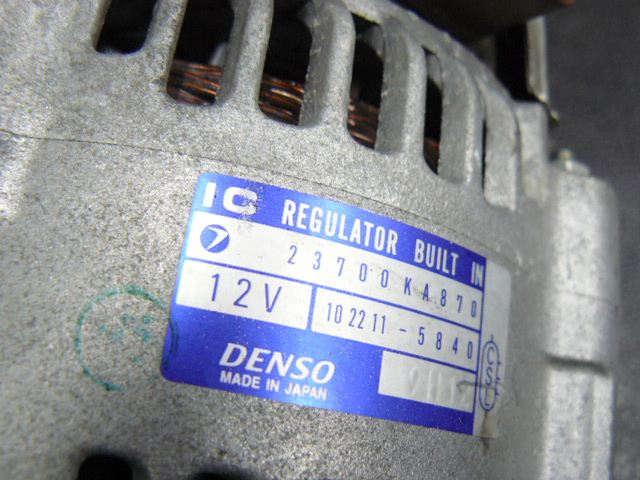 IC REGULATOR BUILT IN
23700KA870
12V
102211-5840
DENSO
MADE IN JAPAN